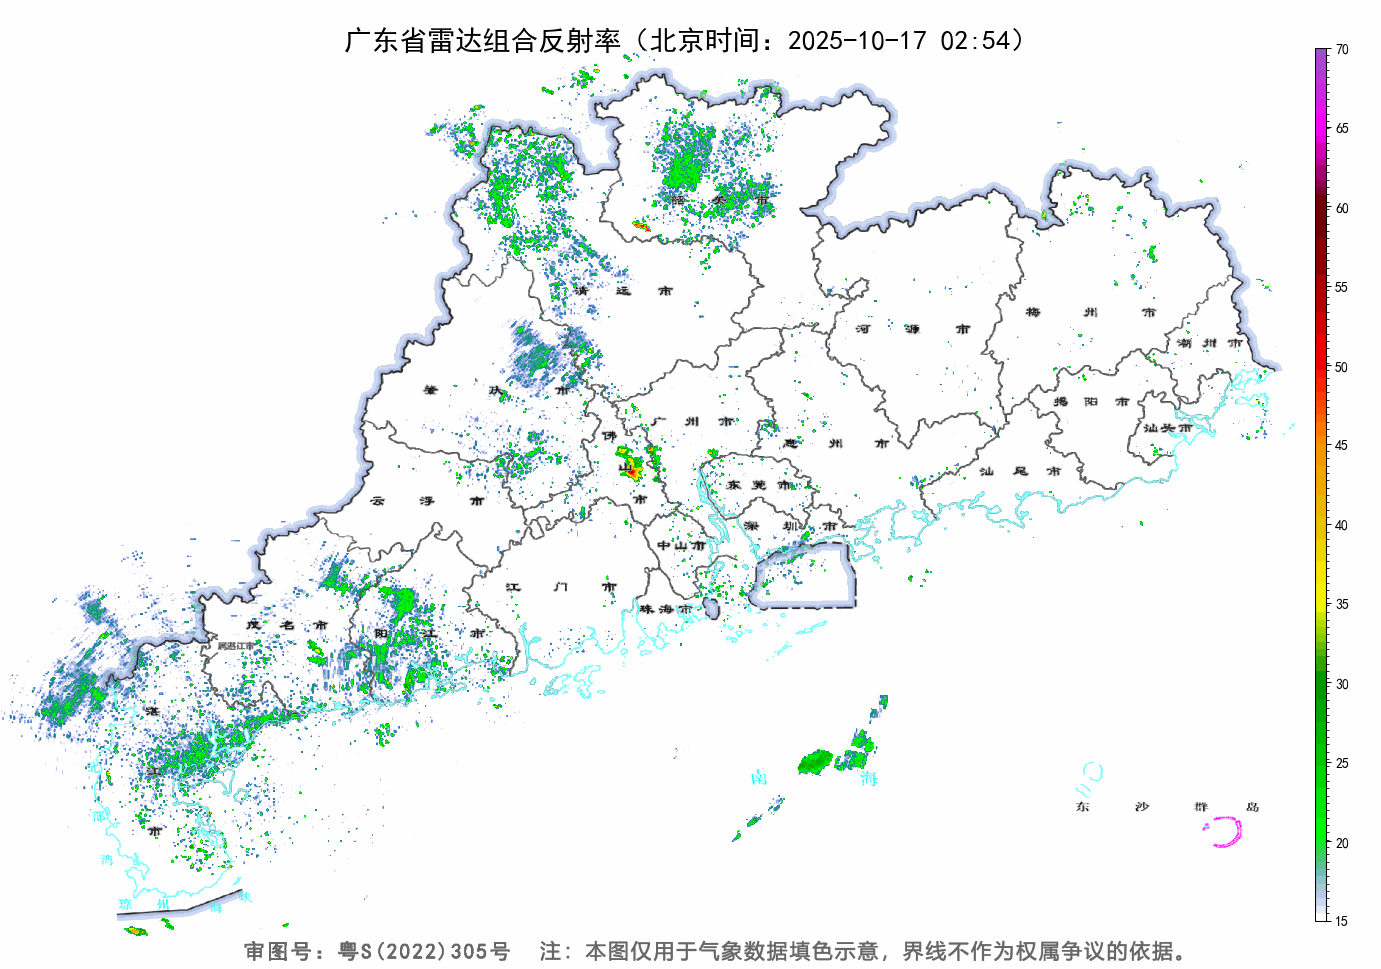 广东省雷达组合反射率（北京时间：2025-10-17 02:54）
70
65
60
55
50
45
40
35
30
25
20
15
韶 关 市
清 远 市
河 源 市
梅 州 市
潮 州 市
肇 庆 市
广 州 市
佛 山 市
惠 州 市
揭 阳 市
汕头市
汕 尾 市
东 莞 市
云 浮 市
深 圳 市
中山市
江 门 市
珠 海 市
茂 名 市
属湛江市
阳 江 市
湛 江 市
南 海
东 沙 群 岛
湾
琼 州 海 峡
审图号：粤S(2022)305号 注：本图仅用于气象数据填色示意，界线不作为权属争议的依据。